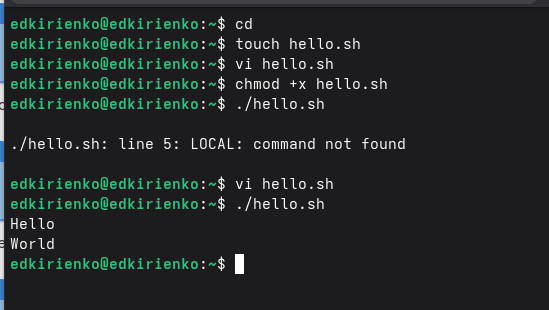 edkirienko@edkirienko:~$ cd
edkirienko@edkirienko:~$ touch hello.sh
edkirienko@edkirienko:~$ vi hello.sh
edkirienko@edkirienko:~$ chmod +x hello.sh
edkirienko@edkirienko:~$ ./hello.sh
./hello.sh: line 5: LOCAL: command not found
edkirienko@edkirienko:~$ vi hello.sh
edkirienko@edkirienko:~$ ./hello.sh
Hello
World
edkirienko@edkirienko:~$